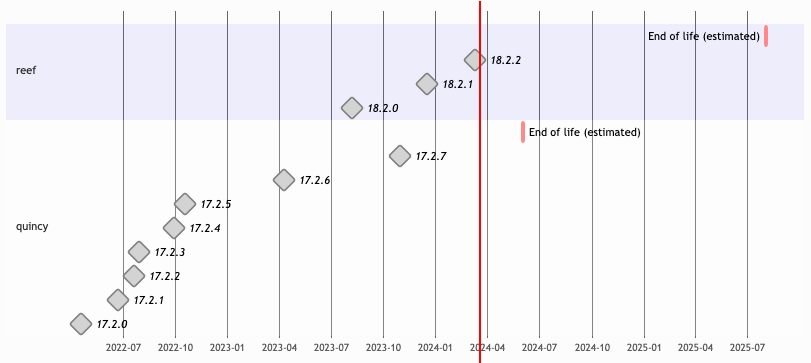 End of life (estimated)
18.2.2
reef
18.2.1
18.2.0
End of life (estimated)
17.2.7
17.2.6
17.2.5
quincy
17.2.4
17.2.3
17.2.2
17.2.1
17.2.0
2022-07 2022-10 2023-01 2023-04 2023-07 2023-10 2024-01 2024-04 2024-07 2024-10 2025-01 2025-04 2025-07